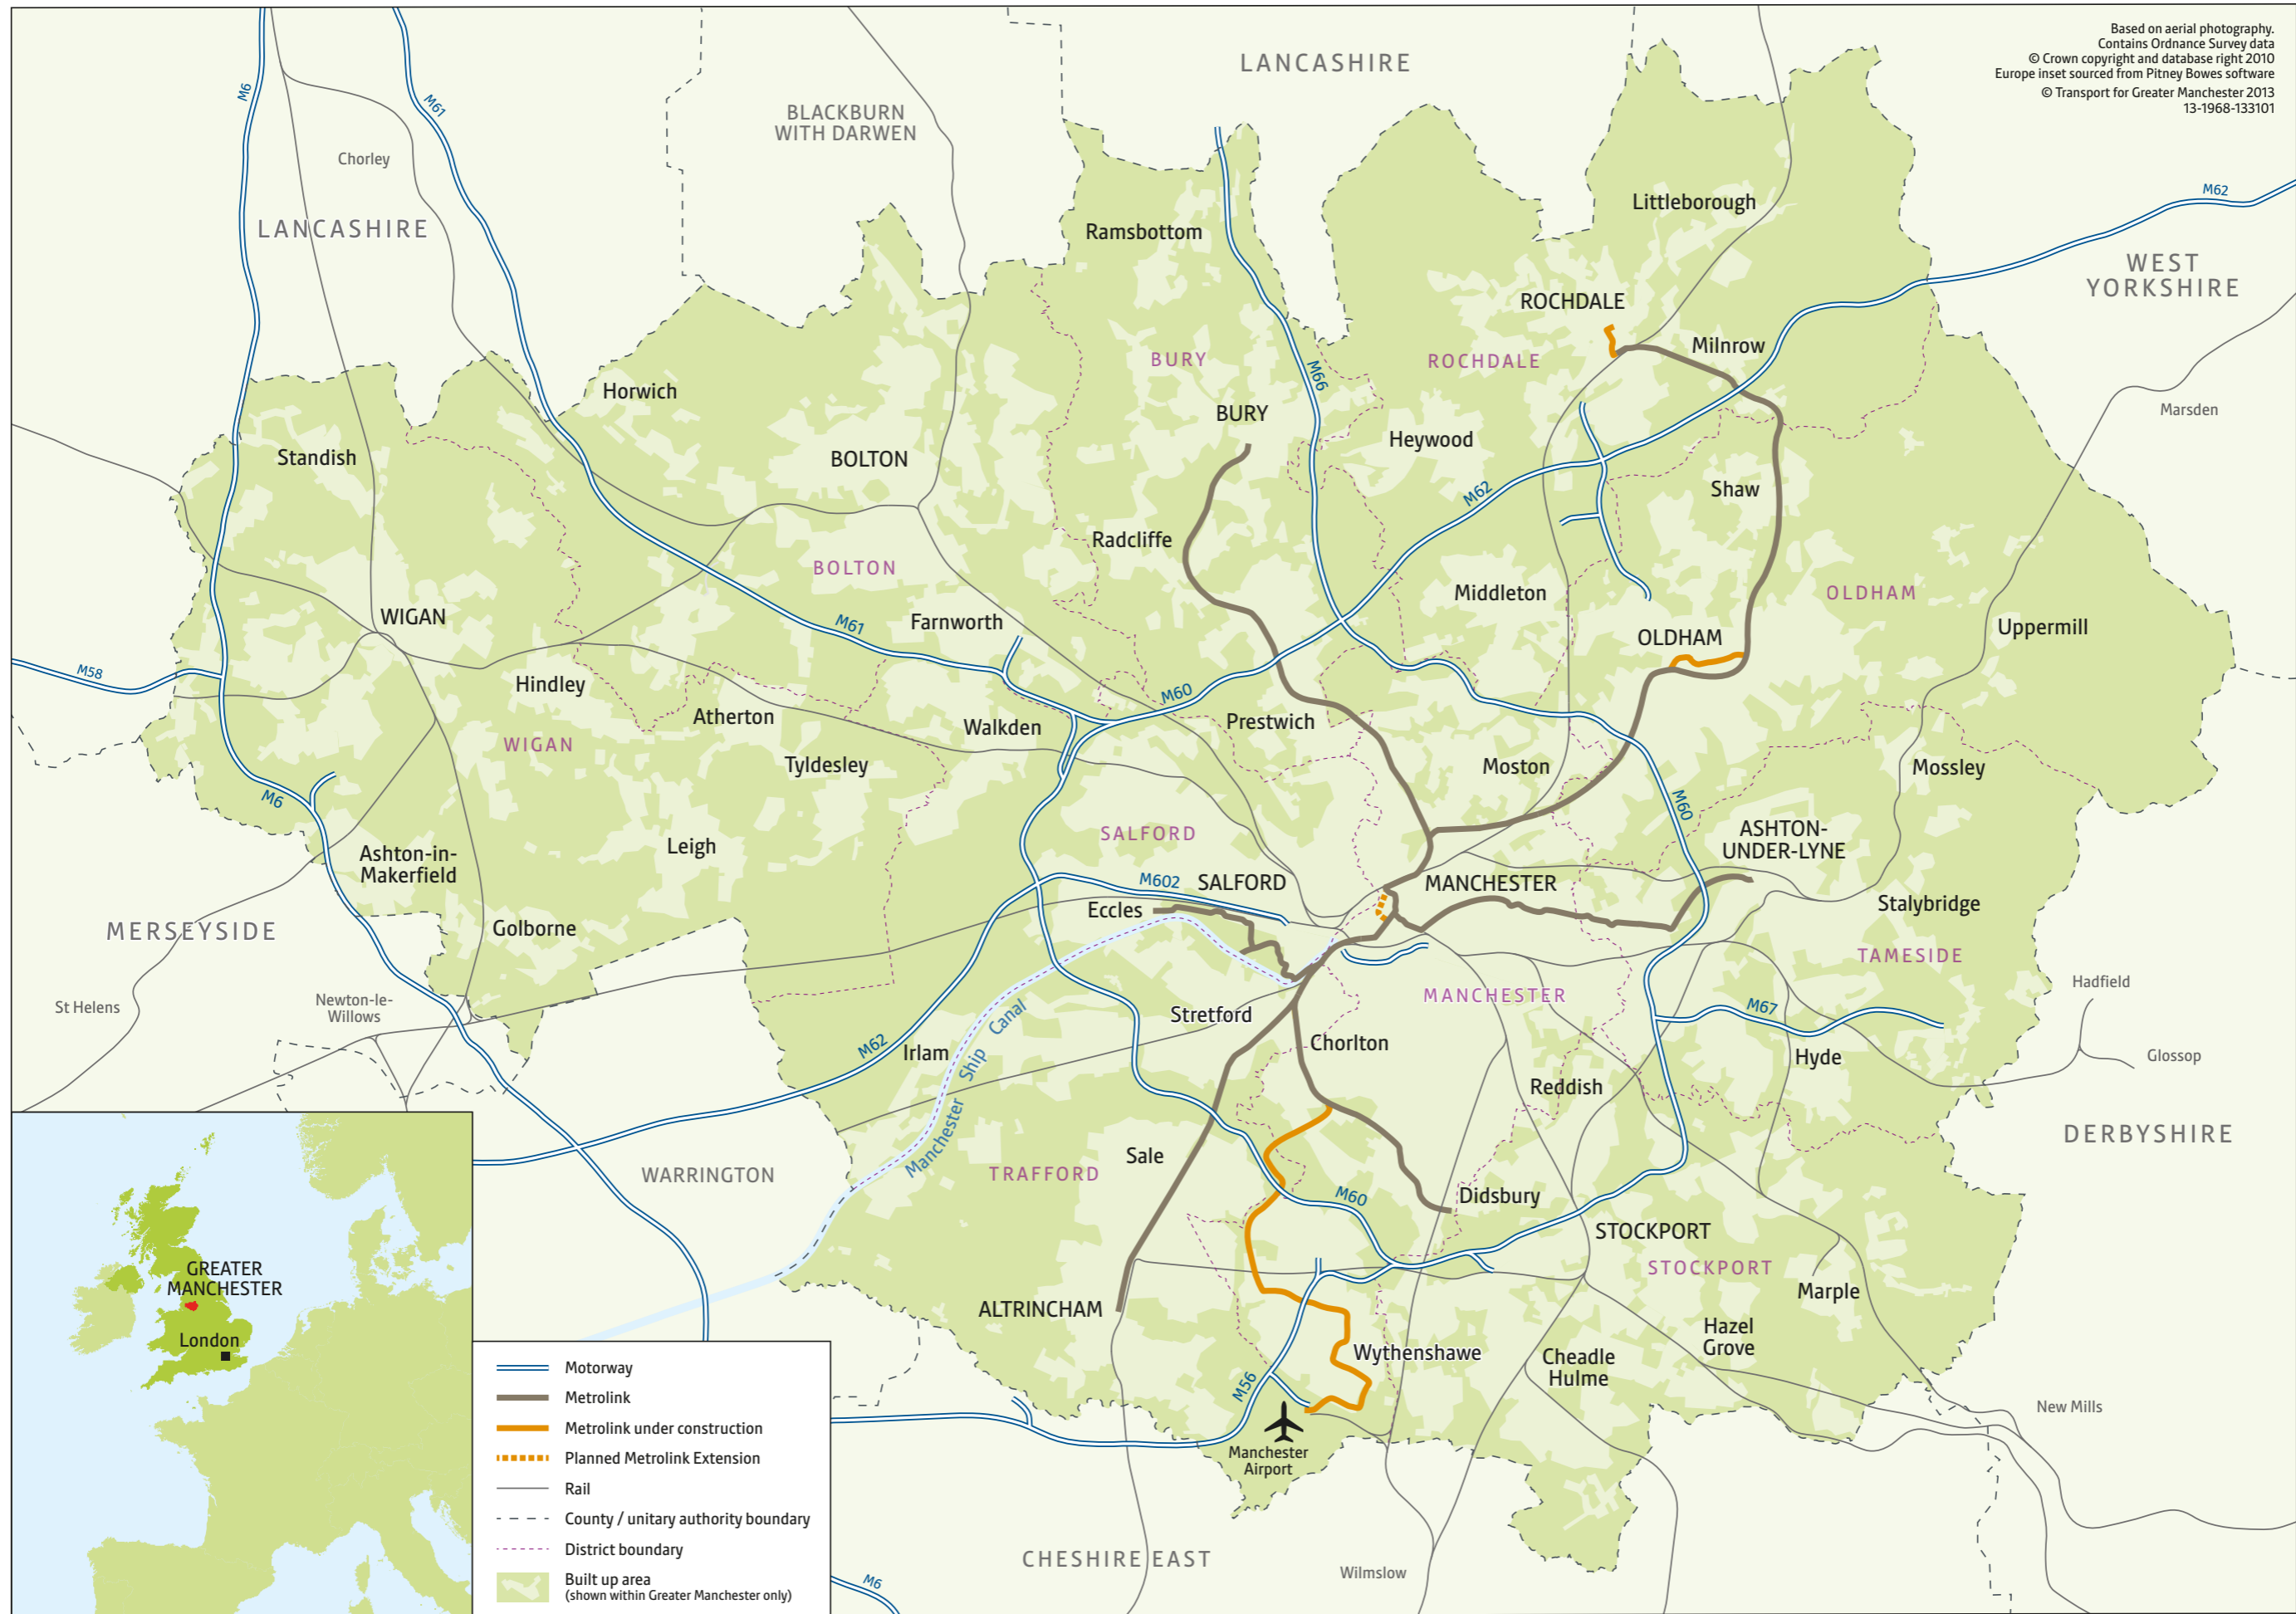 Based on aerial photography.
Contains Ordnance Survey data
© Crown copyright and database right 2010
Europe inset sourced from Pitney Bowes software
© Transport for Greater Manchester 2013
13-1968-133101
LANCASHIRE
M6
M61
BLACKBURN
WITH DARWEN
Chorley
LANCASHIRE
M62
Littleborough
Ramsbottom
WEST
YORKSHIRE
ROCHDALE
Milnrow
BURY
ROCHDALE
M66
Horwich
BURY
Marsden
Heywood
Standish
BOLTON
Shaw
M62
Radcliffe
BOLTON
Middleton
OLDHAM
WIGAN
Farnworth
M61
Uppermill
OLDHAM
M58
Hindley
M60
Atherton
Walkden
Prestwich
WIGAN
Tyldesley
Moston
Mossley
M6
M60
SALFORD
ASHTON-
UNDER-LYNE
Leigh
Ashton-in-
Makerfield
M602
SALFORD
MANCHESTER
Eccles
Stalybridge
MERSEYSIDE
Golborne
TAMESIDE
Hadfield
MANCHESTER
St Helens
Newton-le-
Willows
M67
Stretford
Manchester Ship Canal
M62
Irlam
Chorlton
Hyde
Glossop
Reddish
DERBYSHIRE
Sale
WARRINGTON
TRAFFORD
M60
Didsbury
STOCKPORT
STOCKPORT
GREATER
MANCHESTER
London
Marple
ALTRINCHAM
Hazel
Grove
Wythenshawe
Cheadle
Hulme
M56
New Mills
Manchester
Airport
Motorway
Metrolink
Metrolink under construction
Planned Metrolink Extension
Rail
County / unitary authority boundary
District boundary
Built up area
(shown within Greater Manchester only)
CHESHIRE EAST
Wilmslow
M6